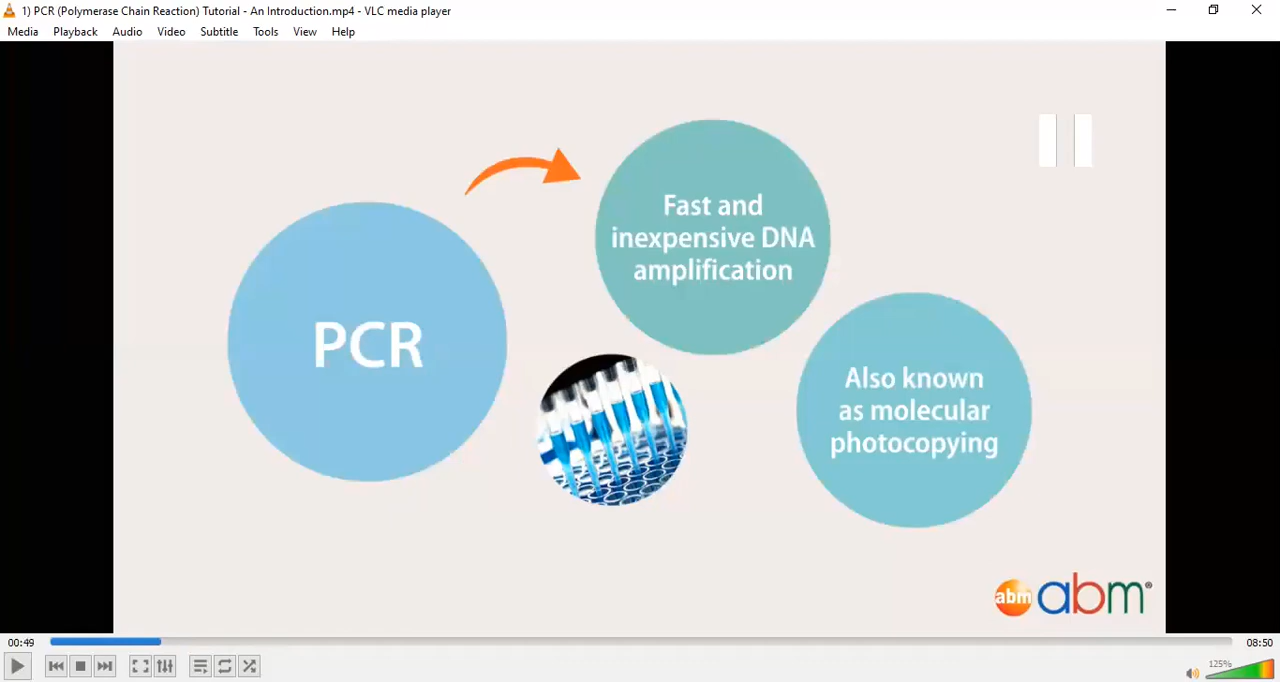 1) PCR (Polymerase Chain Reaction) Tutorial - An Introduction.mp4 - VLC media player
Media Playback Audio Video Subtitle Tools View Help
PCR
Fast and
inexpensive DNA
amplification
Also known
as molecular
photocopying
abm abm®
00:49
08:50
125%